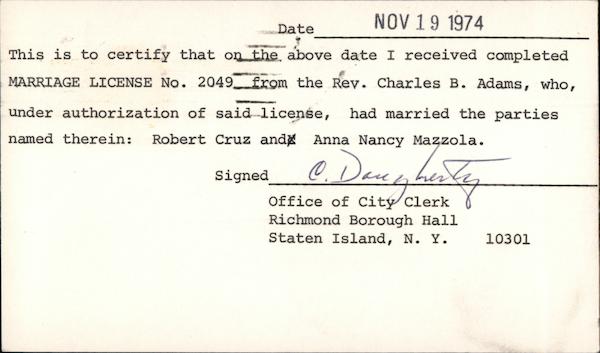 Date NOV 19 1974
This is to certify that on the above date I received completed
MARRIAGE LICENSE No. 2049 from the Rev. Charles B. Adams, who,
under authorization of said license, had married the parties
named therein: Robert Cruz and Anna Nancy Mazzola.
Signed C. Daugherty
Office of City Clerk
Richmond Borough Hall
Staten Island, N. Y. 10301